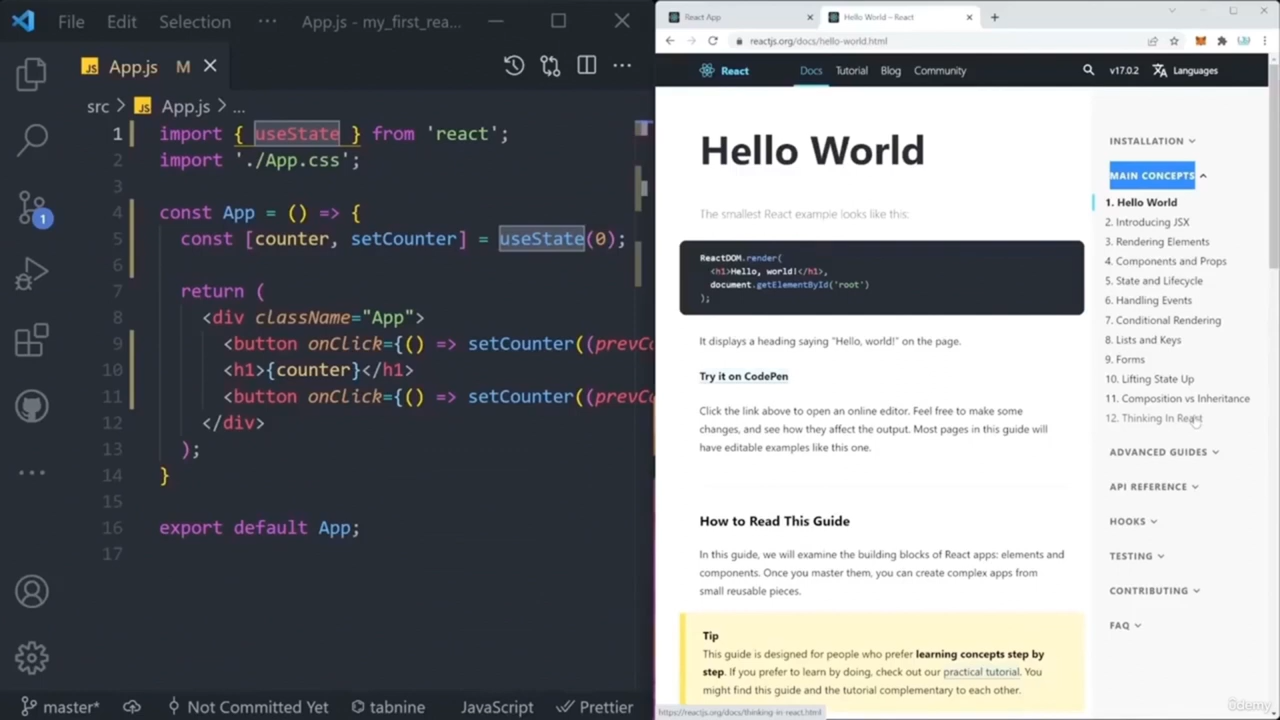 File Edit Selection ··· App.js - my_first_rea...
JS App.js M
src > JS App.js > ...
1 import { useState } from 'react';
2 import './App.css';
3
4 const App = () => {
5 const [counter, setCounter] = useState(0);
6
7 return (
8 <div className="App">
9 <button onClick={() => setCounter((prevCo
10 <h1>{counter}</h1>
11 <button onClick={() => setCounter((prevCo
12 </div>
13 );
14 }
15
16 export default App;
17
1
master* Not connected. to net tabnine JavaScript Prettier
React App
Hello World – React
reactjs.org/docs/hello-world.html
React Docs Tutorial Blog Community v17.0.2 Languages
Hello World
The smallest React example looks like this:
ReactDOM.render(
<h1>Hello, world!</h1>,
document.getElementById('root')
);
It displays a heading saying "Hello, world!" on the page.
Try it on CodePen
Click the link above to open an online editor. Feel free to make some
changes, and see how they affect the output. Most pages in this guide will
have editable examples like this one.
How to Read This Guide
In this guide, we will examine the building blocks of React apps: elements and
components. Once you master them, you can create complex apps from
small reusable pieces.
Tip
This guide is designed for people who prefer learning concepts step by
step. If you prefer to learn by doing, check out our practical tutorial. You
might find this guide and the tutorial complementary to each other.
https://reactjs.org/docs/thinking-in-react.html
INSTALLATION
MAIN CONCEPTS
1. Hello World
2. Introducing JSX
3. Rendering Elements
4. Components and Props
5. State and Lifecycle
6. Handling Events
7. Conditional Rendering
8. Lists and Keys
9. Forms
10. Lifting State Up
11. Composition vs Inheritance
12. Thinking In React
ADVANCED GUIDES
API REFERENCE
HOOKS
TESTING
CONTRIBUTING
FAQ
ûdemy